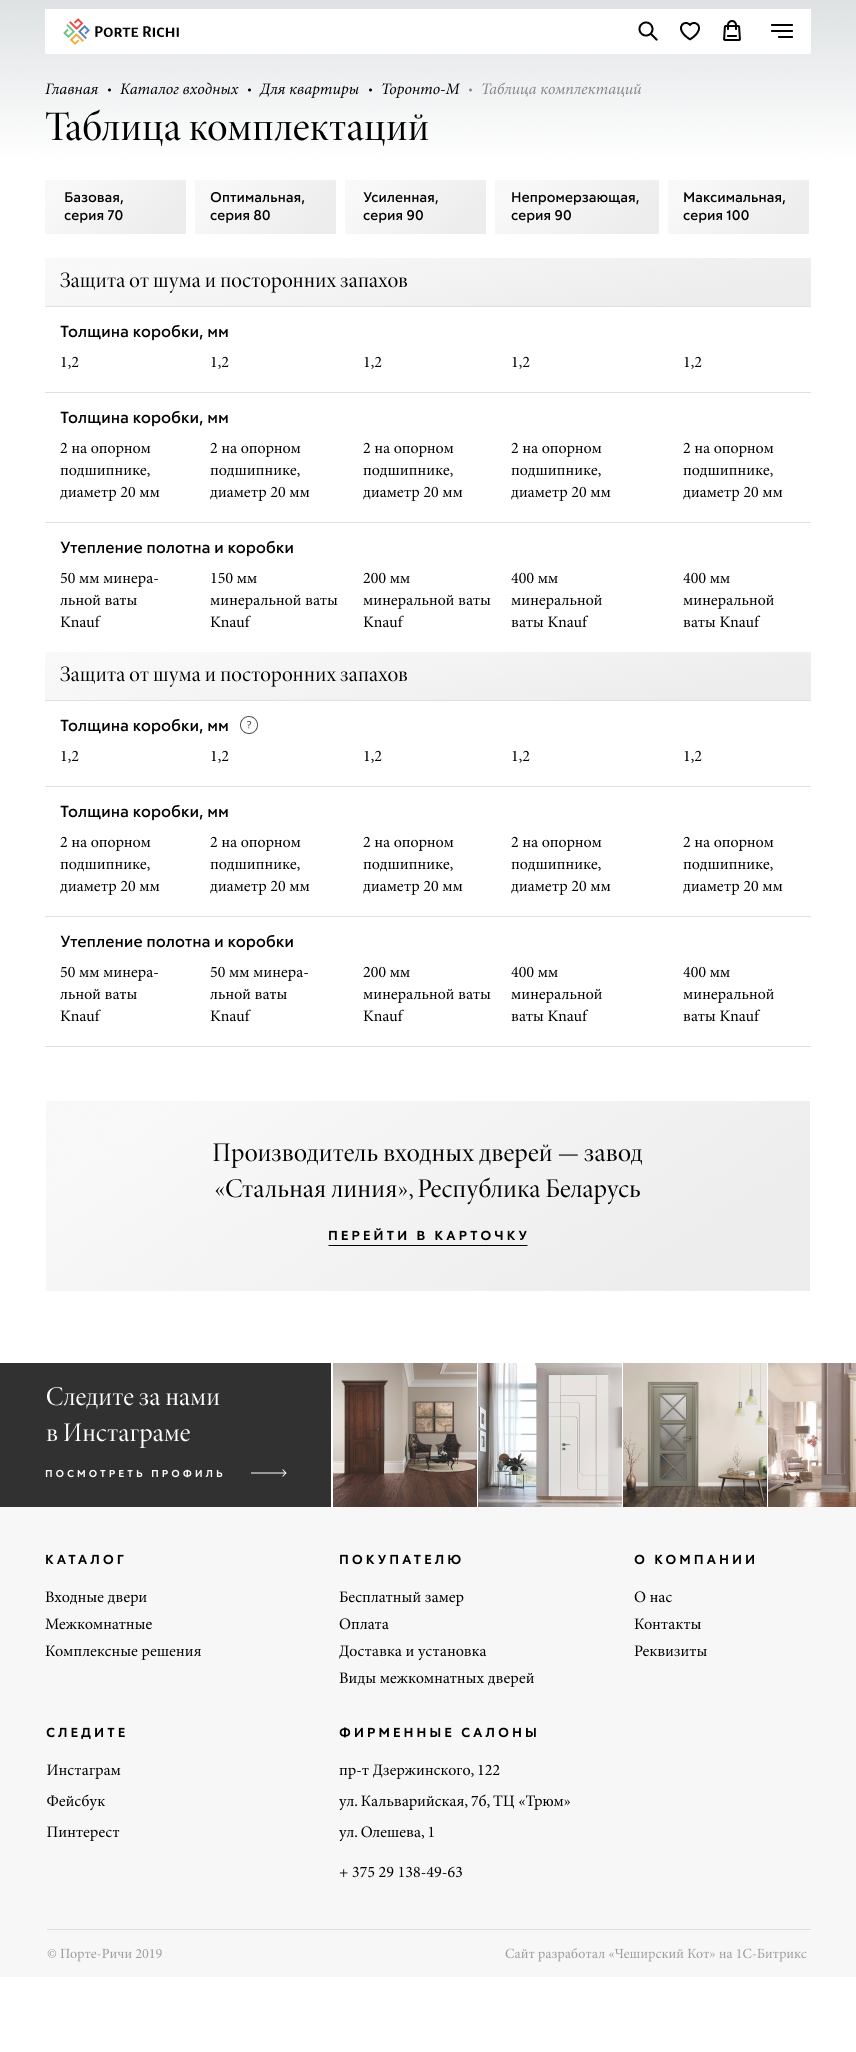 PORTE RICHI
Главная • Каталог входных • Для квартиры • Торонто-М • Таблица комплектаций
Таблица комплектаций
Базовая,
серия 70
Оптимальная,
серия 80
Усиленная,
серия 90
Непромерзающая,
серия 90
Максимальная,
серия 100
Защита от шума и посторонних запахов
Толщина коробки, мм
1,2 1,2 1,2 1,2 1,2
Толщина коробки, мм
2 на опорном 2 на опорном 2 на опорном 2 на опорном 2 на опорном
подшипнике, подшипнике, подшипнике, подшипнике, подшипнике,
диаметр 20 мм диаметр 20 мм диаметр 20 мм диаметр 20 мм диаметр 20 мм
Утепление полотна и коробки
50 мм минера- 150 мм 200 мм 400 мм 400 мм
льной ваты минеральной ваты минеральной ваты минеральной минеральной
Knauf Knauf Knauf ваты Knauf ваты Knauf
Защита от шума и посторонних запахов
Толщина коробки, мм ?
1,2 1,2 1,2 1,2 1,2
Толщина коробки, мм
2 на опорном 2 на опорном 2 на опорном 2 на опорном 2 на опорном
подшипнике, подшипнике, подшипнике, подшипнике, подшипнике,
диаметр 20 мм диаметр 20 мм диаметр 20 мм диаметр 20 мм диаметр 20 мм
Утепление полотна и коробки
50 мм минера- 50 мм минера- 200 мм 400 мм 400 мм
льной ваты льной ваты минеральной ваты минеральной минеральной
Knauf Knauf Knauf ваты Knauf ваты Knauf
Производитель входных дверей — завод
«Стальная линия», Республика Беларусь
ПЕРЕЙТИ В КАРТОЧКУ
Следите за нами
в Инстаграме
ПОСМОТРЕТЬ ПРОФИЛЬ
КАТАЛОГ
Входные двери
Межкомнатные
Комплексные решения
ПОКУПАТЕЛЮ
Бесплатный замер
Оплата
Доставка и установка
Виды межкомнатных дверей
О КОМПАНИИ
О нас
Контакты
Реквизиты
СЛЕДИТЕ
Инстаграм
Фейсбук
Пинтерест
ФИРМЕННЫЕ САЛОНЫ
пр-т Дзержинского, 122
ул. Кальварийская, 7б, ТЦ «Трюм»
ул. Олешева, 1
+ 375 29 138-49-63
© Порте-Ричи 2019
Сайт разработал «Чеширский Кот» на 1С-Битрикс